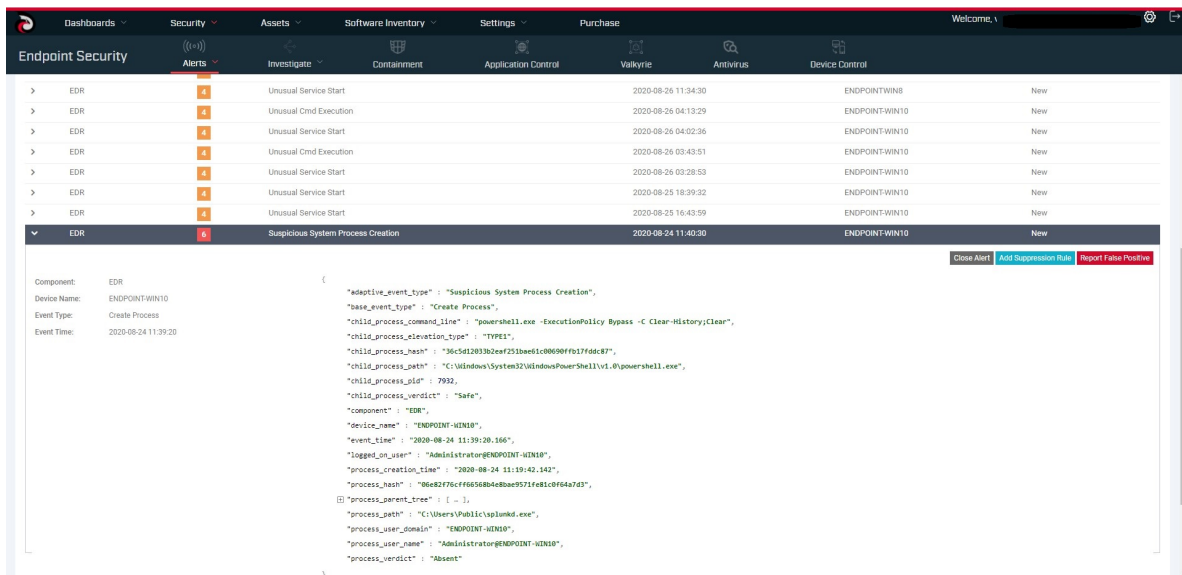 Dashboards Security Assets Software Inventory Settings Purchase Welcome,
Endpoint Security Alerts Investigate Containment Application Control Valkyrie Antivirus Device Control
4
EDR 4 Unusual Service Start 2020-08-26 11:34:30 ENDPOINTWIN8 New
EDR 4 Unusual Cmd Execution 2020-08-26 04:13:29 ENDPOINT-WIN10 New
EDR 4 Unusual Service Start 2020-08-26 04:02:36 ENDPOINT-WIN10 New
EDR 4 Unusual Cmd Execution 2020-08-26 03:43:51 ENDPOINT-WIN10 New
EDR 4 Unusual Service Start 2020-08-26 03:28:53 ENDPOINT-WIN10 New
EDR 4 Unusual Service Start 2020-08-25 18:39:32 ENDPOINT-WIN10 New
EDR 4 Unusual Service Start 2020-08-25 16:43:59 ENDPOINT-WIN10 New
EDR 6 Suspicious System Process Creation 2020-08-24 11:40:30 ENDPOINT-WIN10 New
Close Alert Add Suppression Rule Report False Positive
Component: EDR
Device Name: ENDPOINT-WIN10
Event Type: Create Process
Event Time: 2020-08-24 11:39:20
{
"adaptive_event_type" : "Suspicious System Process Creation",
"base_event_type" : "Create Process",
"child_process_command_line" : "powershell.exe -ExecutionPolicy Bypass -C Clear-History;Clear",
"child_process_elevation_type" : "TYPE1",
"child_process_hash" : "36c5d12033b2eaf251bae61c00690ffb17fddc87",
"child_process_path" : "C:\Windows\System32\WindowsPowerShell\v1.0\powershell.exe",
"child_process_pid" : 7932,
"child_process_verdict" : "Safe",
"component" : "EDR",
"device_name" : "ENDPOINT-WIN10",
"event_time" : "2020-08-24 11:39:20.166",
"logged_on_user" : "Administrator@ENDPOINT-WIN10",
"process_creation_time" : "2020-08-24 11:19:42.142",
"process_hash" : "06e82f76cff66568b4e8bae9571fe81c0f64a7d3",
"process_parent_tree" : [ … ],
"process_path" : "C:\Users\Public\splunkd.exe",
"process_user_domain" : "ENDPOINT-WIN10",
"process_user_name" : "Administrator@ENDPOINT-WIN10",
"process_verdict" : "Absent"
}